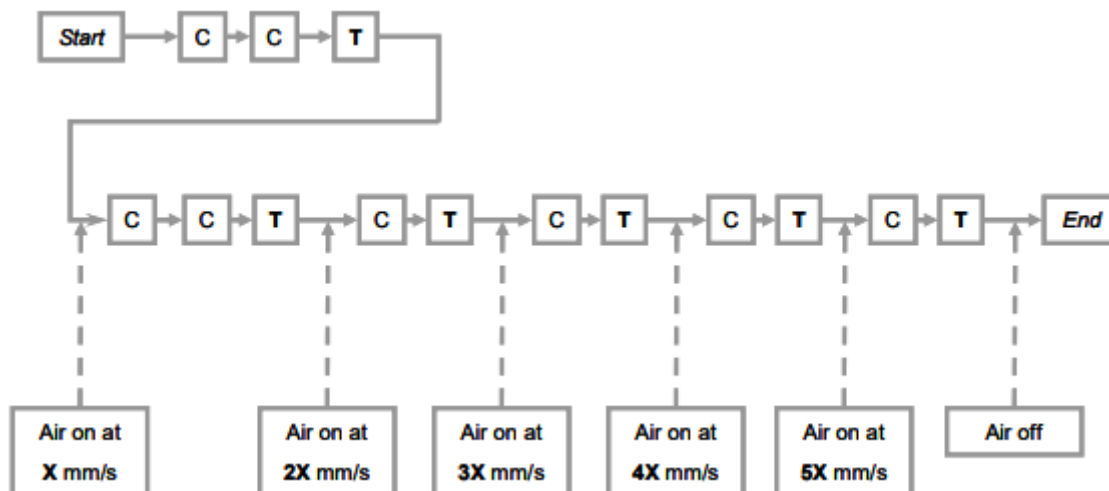 Start C C T
C C T C T C T C T C T End
Air on at Air on at Air on at Air on at Air on at Air off
X mm/s 2X mm/s 3X mm/s 4X mm/s 5X mm/s